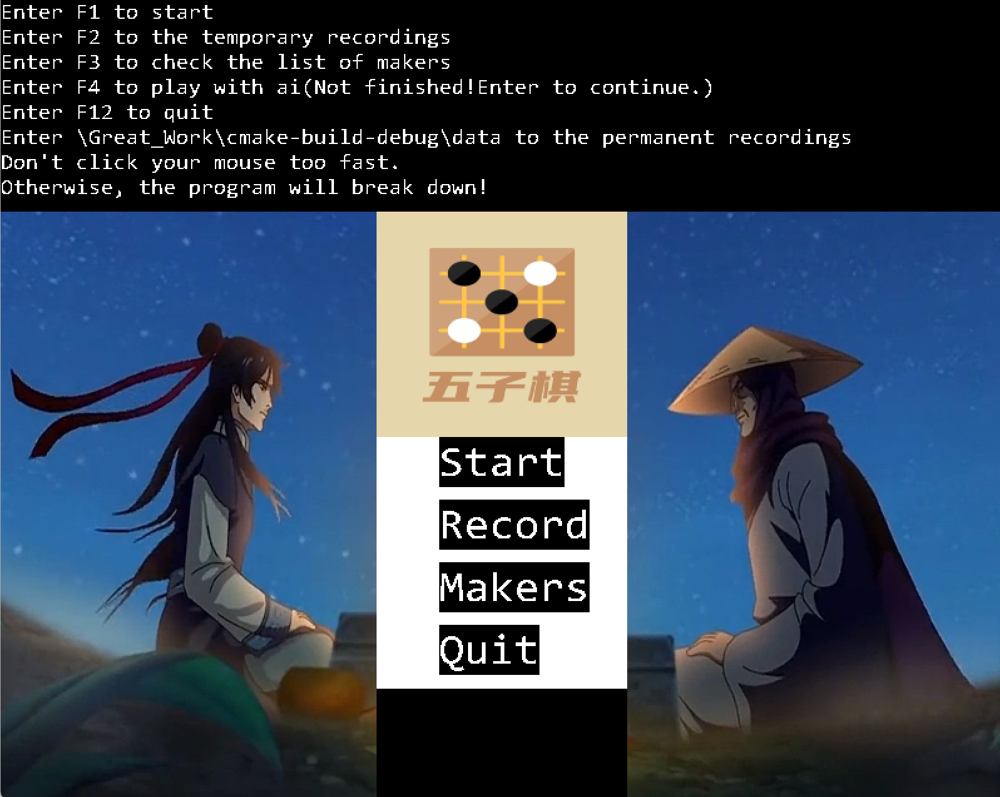 Enter F1 to start
Enter F2 to the temporary recordings
Enter F3 to check the list of makers
Enter F4 to play with ai(Not finished!Enter to continue.)
Enter F12 to quit
Enter \Great_Work\cmake-build-debug\data to the permanent recordings
Don't click your mouse too fast.
Otherwise, the program will break down!
五子棋
Start
Record
Makers
Quit